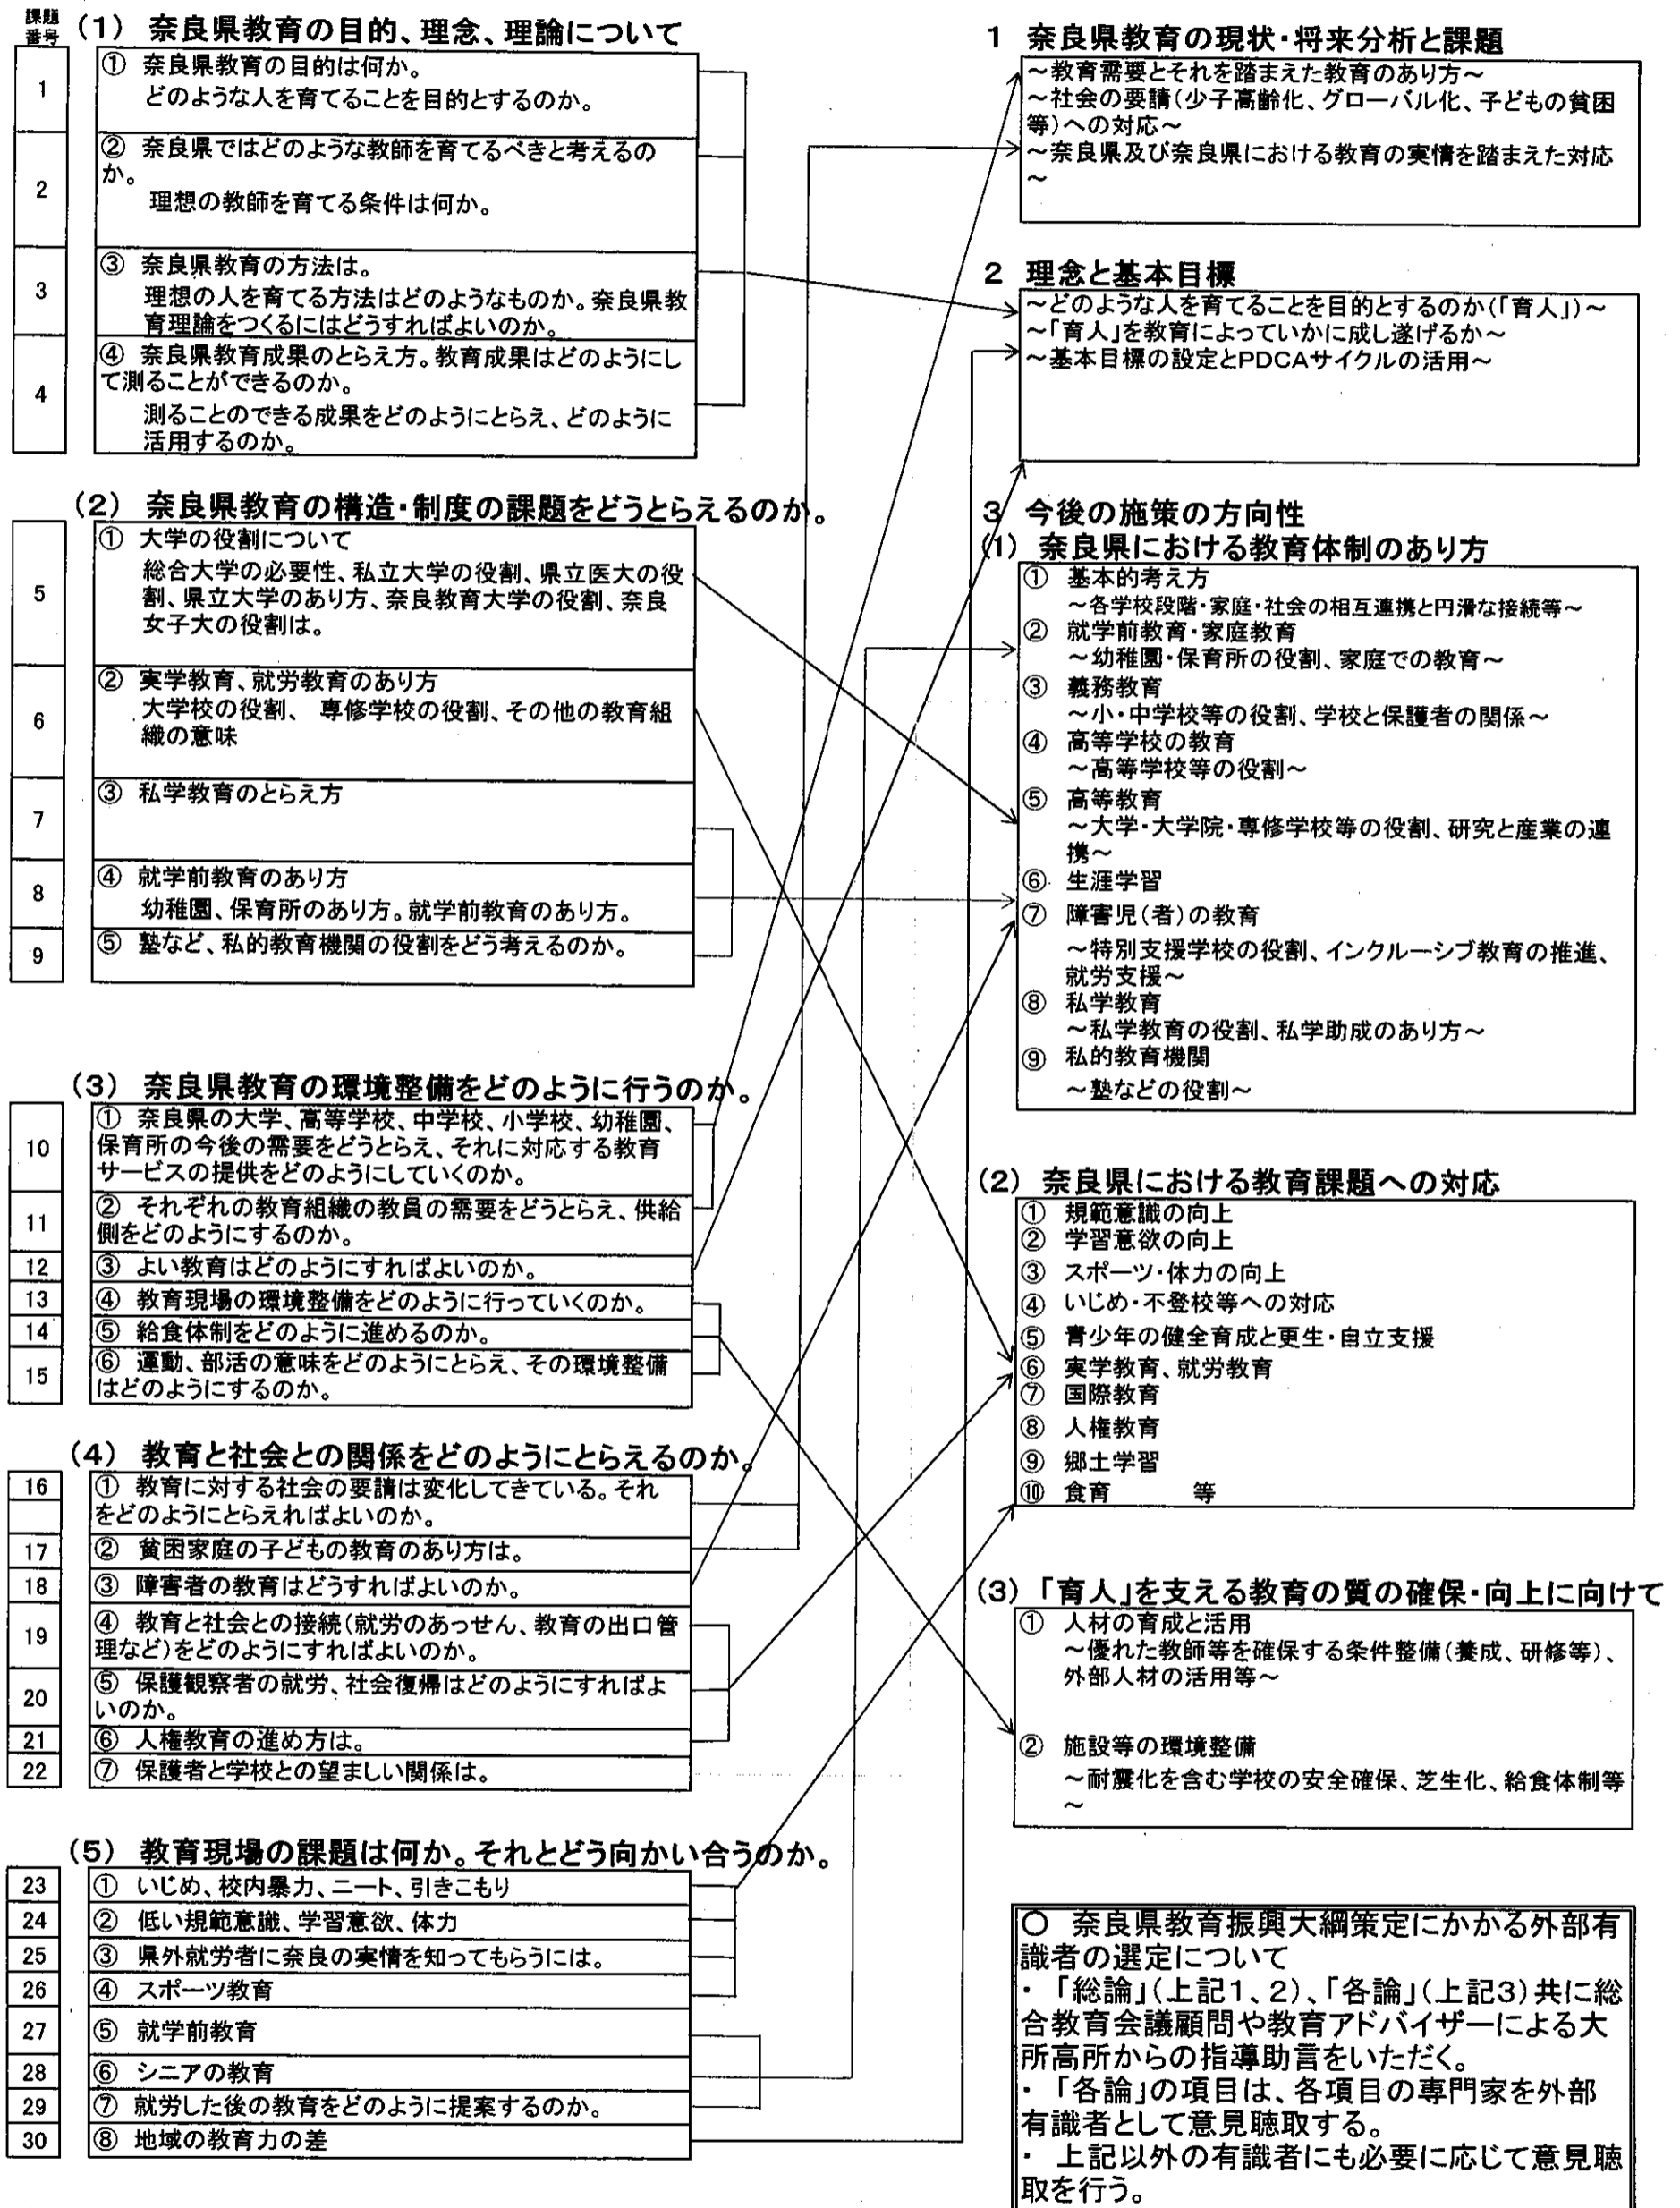 課題
番号
(1) 奈良県教育の目的、理念、理論について
1
① 奈良県教育の目的は何か。
どのような人を育てることを目的とするのか。
2
② 奈良県ではどのような教師を育てるべきと考えるの
か。
理想の教師を育てる条件は何か。
3
③ 奈良県教育の方法は。
理想の人を育てる方法はどのようなものか。奈良県教
育理論をつくるにはどうすればよいのか。
4
④ 奈良県教育成果のとらえ方。教育成果はどのようにし
て測ることができるのか。
測ることのできる成果をどのようにとらえ、どのように
活用するのか。
(2) 奈良県教育の構造・制度の課題をどうとらえるのか。
5
① 大学の役割について
総合大学の必要性、私立大学の役割、県立医大の役
割、県立大学のあり方、奈良教育大学の役割、奈良
女子大の役割は。
6
② 実学教育、就労教育のあり方
大学校の役割、 専修学校の役割、その他の教育組
織の意味
7
③ 私学教育のとらえ方
8
④ 就学前教育のあり方
幼稚園、保育所のあり方。就学前教育のあり方。
9
⑤ 塾など、私的教育機関の役割をどう考えるのか。
(3) 奈良県教育の環境整備をどのように行うのか。
10
① 奈良県の大学、高等学校、中学校、小学校、幼稚園、
保育所の今後の需要をどうとらえ、それに対応する教育
サービスの提供をどのようにしていくのか。
11
② それぞれの教育組織の教員の需要をどうとらえ、供給
側をどのようにするのか。
12
③ よい教育はどのようにすればよいのか。
13
④ 教育現場の環境整備をどのように行っていくのか。
14
⑤ 給食体制をどのように進めるのか。
15
⑥ 運動、部活の意味をどのようにとらえ、その環境整備
はどのようにするのか。
(4) 教育と社会との関係をどのようにとらえるのか。
16
① 教育に対する社会の要請は変化してきている。それ
をどのようにとらえればよいのか。
17
② 貧困家庭の子どもの教育のあり方は。
18
③ 障害者の教育はどうすればよいのか。
19
④ 教育と社会との接続(就労のあっせん、教育の出口管
理など)をどのようにすればよいのか。
20
⑤ 保護観察者の就労、社会復帰はどのようにすればよ
いのか。
21
⑥ 人権教育の進め方は。
22
⑦ 保護者と学校との望ましい関係は。
(5) 教育現場の課題は何か。それとどう向かい合うのか。
23
① いじめ、校内暴力、ニート、引きこもり
24
② 低い規範意識、学習意欲、体力
25
③ 県外就労者に奈良の実情を知ってもらうには。
26
④ スポーツ教育
27
⑤ 就学前教育
28
⑥ シニアの教育
29
⑦ 就労した後の教育をどのように提案するのか。
30
⑧ 地域の教育力の差
1 奈良県教育の現状・将来分析と課題
~教育需要とそれを踏まえた教育のあり方~
~社会の要請(少子高齢化、グローバル化、子どもの貧困
等)への対応~
~奈良県及び奈良県における教育の実情を踏まえた対応
~
2 理念と基本目標
~どのような人を育てることを目的とするのか(「育人」)~
~「育人」を教育によっていかに成し遂げるか~
~基本目標の設定とPDCAサイクルの活用~
3 今後の施策の方向性
(1) 奈良県における教育体制のあり方
① 基本的考え方
~各学校段階・家庭・社会の相互連携と円滑な接続等~
② 就学前教育・家庭教育
~幼稚園・保育所の役割、家庭での教育~
③ 義務教育
~小・中学校等の役割、学校と保護者の関係~
④ 高等学校の教育
~高等学校等の役割~
⑤ 高等教育
~大学・大学院・専修学校等の役割、研究と産業の連
携~
⑥ 生涯学習
⑦ 障害児(者)の教育
~特別支援学校の役割、インクルーシブ教育の推進、
就労支援~
⑧ 私学教育
~私学教育の役割、私学助成のあり方~
⑨ 私的教育機関
~塾などの役割~
(2) 奈良県における教育課題への対応
① 規範意識の向上
② 学習意欲の向上
③ スポーツ・体力の向上
④ いじめ・不登校等への対応
⑤ 青少年の健全育成と更生・自立支援
⑥ 実学教育、就労教育
⑦ 国際教育
⑧ 人権教育
⑨ 郷土学習
⑩ 食育 等
(3) 「育人」を支える教育の質の確保・向上に向けて
① 人材の育成と活用
~優れた教師等を確保する条件整備(養成、研修等)、
外部人材の活用等~
② 施設等の環境整備
~耐震化を含む学校の安全確保、芝生化、給食体制等
~
○ 奈良県教育振興大綱策定にかかる外部有
識者の選定について
・ 「総論」(上記1、2)、「各論」(上記3)共に総
合教育会議顧問や教育アドバイザーによる大
所高所からの指導助言をいただく。
・ 「各論」の項目は、各項目の専門家を外部
有識者として意見聴取する。
・ 上記以外の有識者にも必要に応じて意見聴
取を行う。